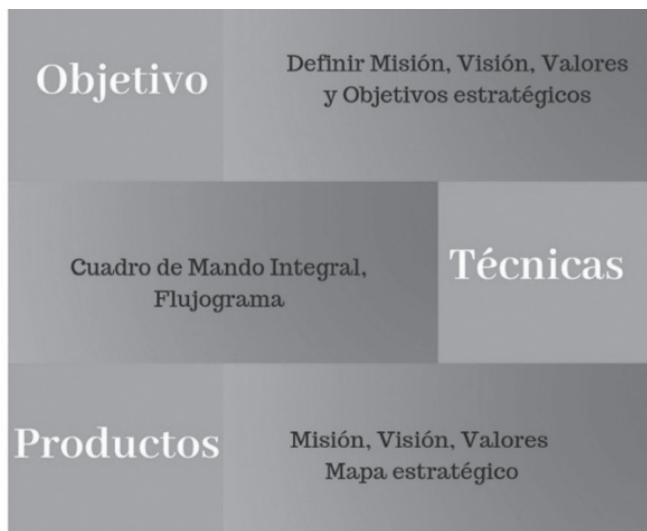 Objetivo
Definir Misión, Visión, Valores
y Objetivos estratégicos
Cuadro de Mando Integral,
Flujograma
Técnicas
Productos
Misión, Visión, Valores
Mapa estratégico